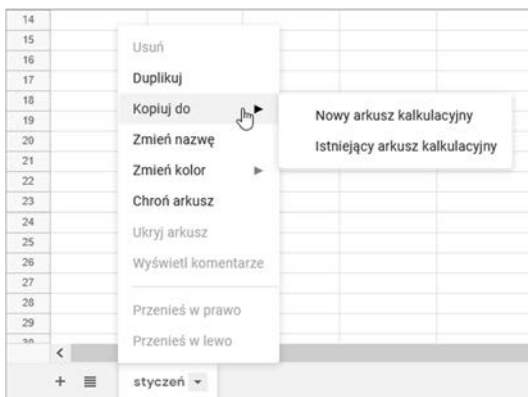 14
15
16
17
18
19
20
21
22
23
24
25
26
27
28
29
30
Usuń
Duplikuj
Kopiuj do
Zmień nazwę
Zmień kolor
Chroń arkusz
Ukryj arkusz
Wyświetl komentarze
Przenieś w prawo
Przenieś w lewo
Nowy arkusz kalkulacyjny
Istniejący arkusz kalkulacyjny
styczeń